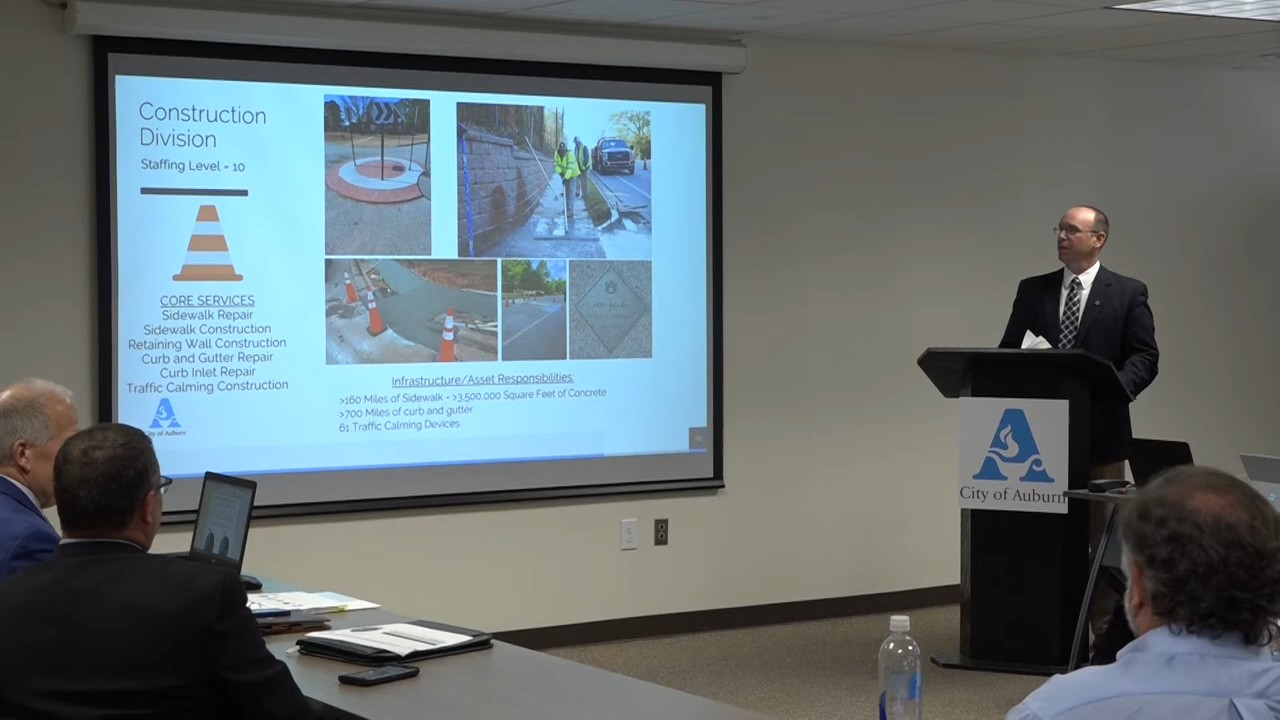 Construction
Division
Staffing Level = 10
CORE SERVICES
Sidewalk Repair
Sidewalk Construction
Retaining Wall Construction
Curb and Gutter Repair
Curb Inlet Repair
Traffic Calming Construction
City of Auburn
Infrastructure/Asset Responsibilities:
>160 Miles of Sidewalk - >3,500,000 Square Feet of Concrete
>700 Miles of curb and gutter
61 Traffic Calming Devices
City of Auburn